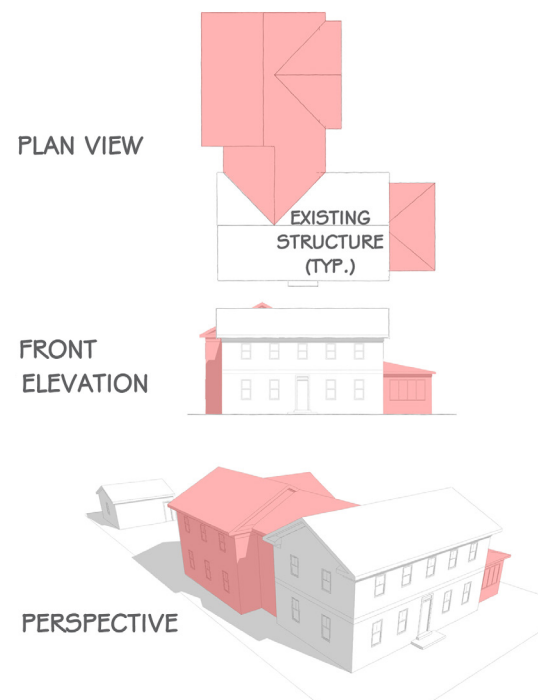 PLAN VIEW
EXISTING
STRUCTURE
(TYP.)
FRONT
ELEVATION
PERSPECTIVE